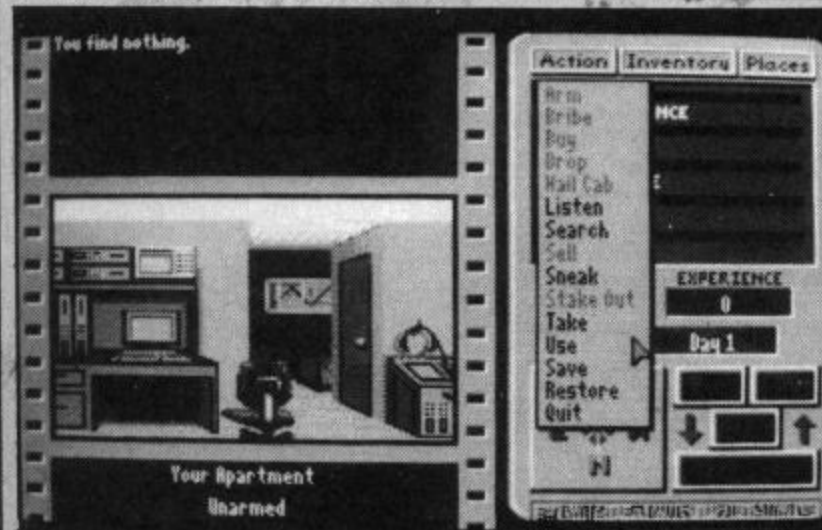 You find nothing.
Action Inventory Places
Arm
Bribe
Buy
Drop
Hail Cab
Listen
Search
Sell
Sneak
Stake Out
Take
Use
Save
Restore
Quit
NCE
EXPERIENCE
0
Day 1
N
Your Apartment
Unarmed